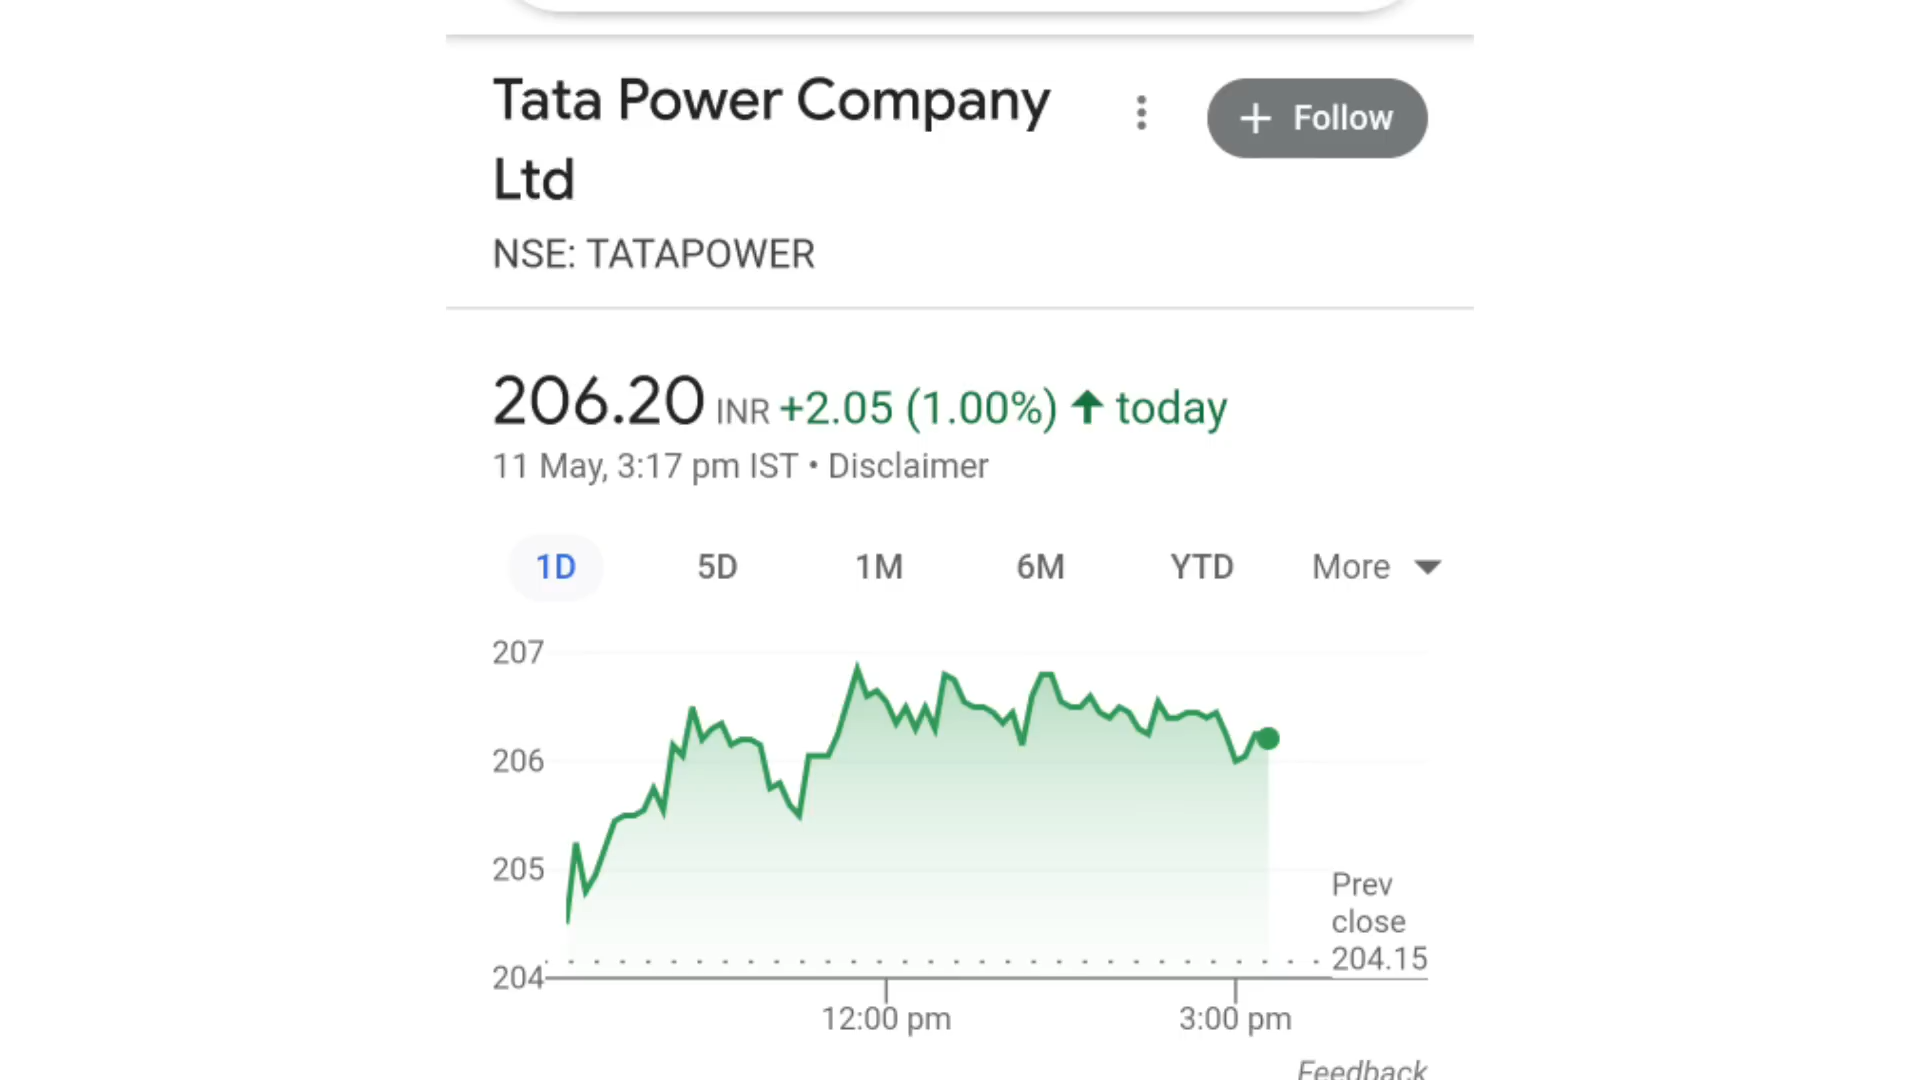 Tata Power Company
Ltd
Follow
NSE: TATAPOWER
206.20 INR +2.05 (1.00%) ↑ today
11 May, 3:17 pm IST • Disclaimer
1D 5D 1M 6M YTD More
207
206
205
204
Prev
close
204.15
12:00 pm 3:00 pm
Feedback